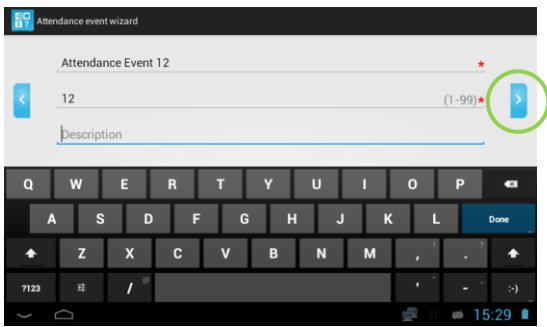 Attendance event wizard
Attendance Event 12 *
12 (1-99)*
Description
Q W E R T Y U I O P
A S D F G H J K L Done
Z X C V B N M , ! . ?
?123 / @ ' - :-)
15:29